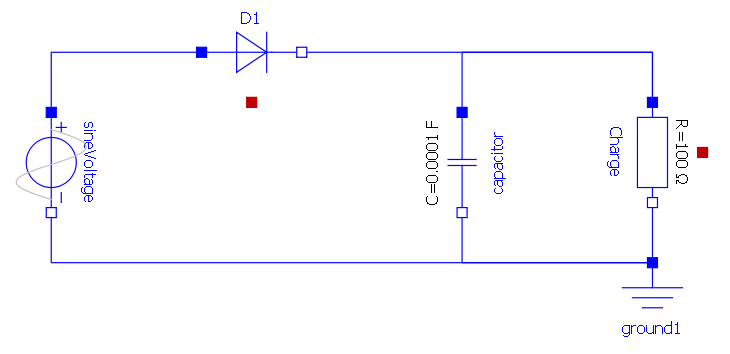 D1
+
sineVoltage
−
C=0.0001 F
capacitor
Charge
R=100 Ω
ground1